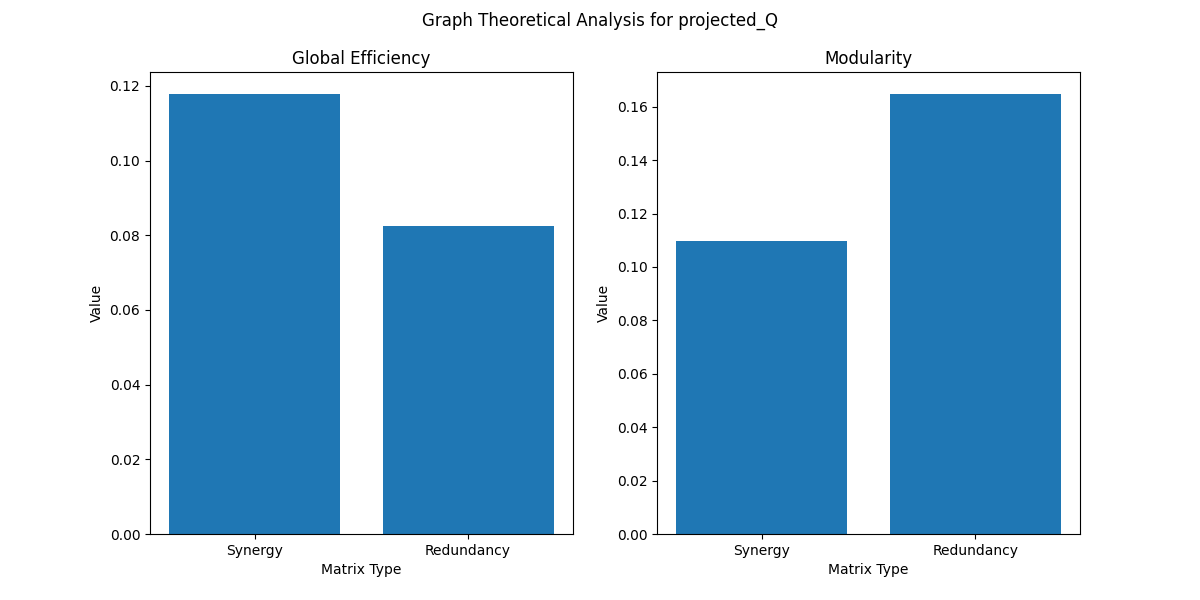 Graph Theoretical Analysis for projected_Q
Global Efficiency
Value
0.12
0.10
0.08
0.06
0.04
0.02
0.00
Synergy
Redundancy
Matrix Type
Modularity
Value
0.16
0.14
0.12
0.10
0.08
0.06
0.04
0.02
0.00
Synergy
Redundancy
Matrix Type